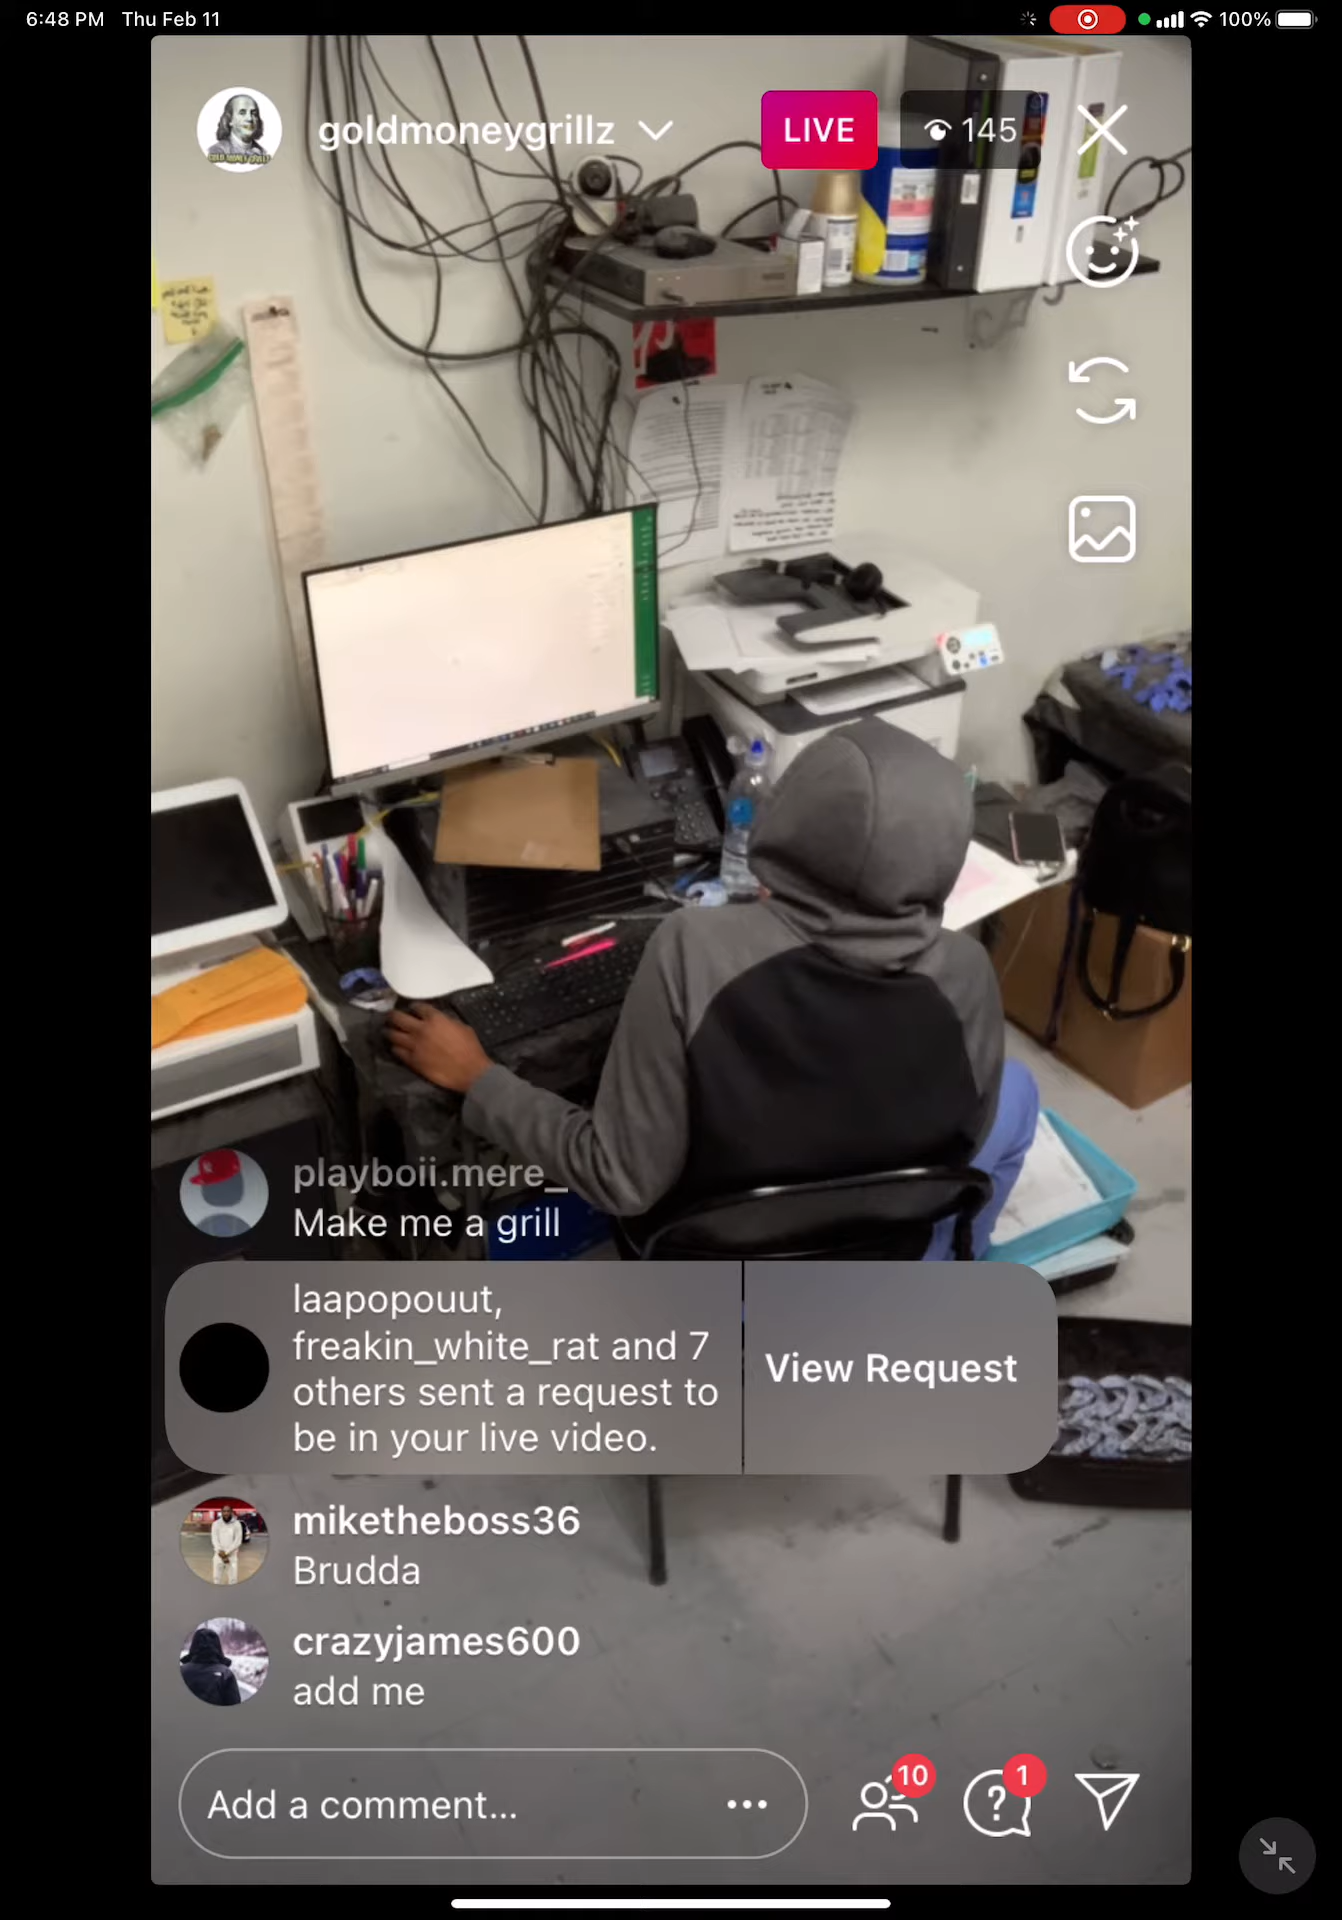 6:48 PM Thu Feb 11
100%
goldmoneygrillz
LIVE
145
playboii.mere_
Make me a grill
laapopouut,
freakin_white_rat and 7
others sent a request to
be in your live video.
View Request
miketheboss36
Brudda
crazyjames600
add me
Add a comment...
10
1